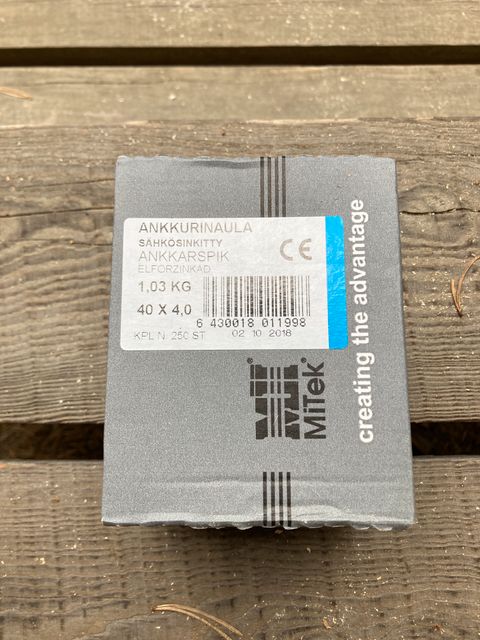 ANKKURINAULA
SÄHKÖSINKITTY
ANKKARSPIK
ELFORZINKAD
CE
1,03 KG
40 X 4,0
6 430018 011998
KPL N. 250 ST
02 10 2018
MiTek®
creating the advantage